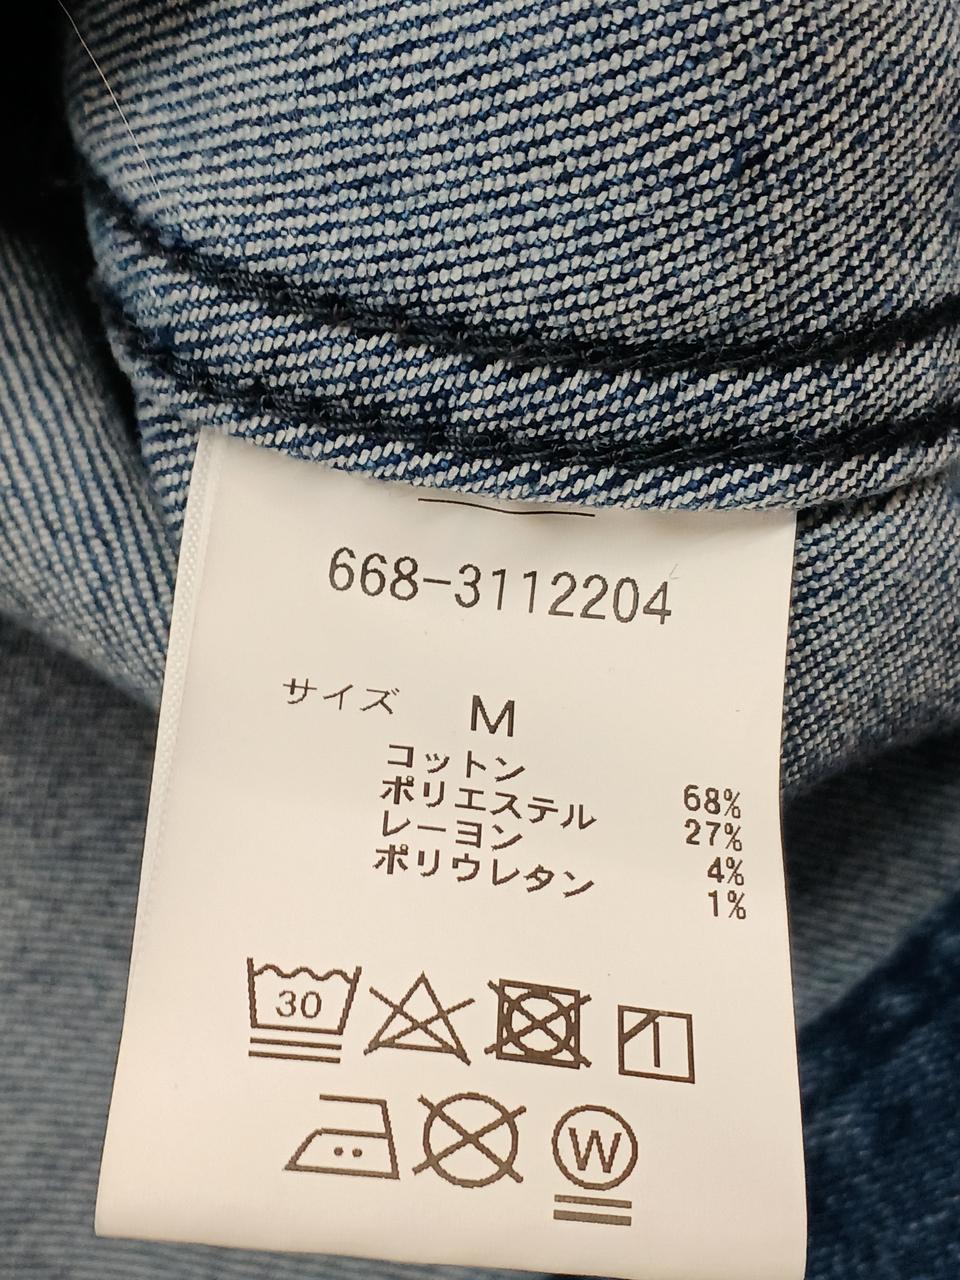 668-3112204
サイズ M
コットン 68%
ポリエステル 27%
レーヨン 4%
ポリウレタン 1%
30
W